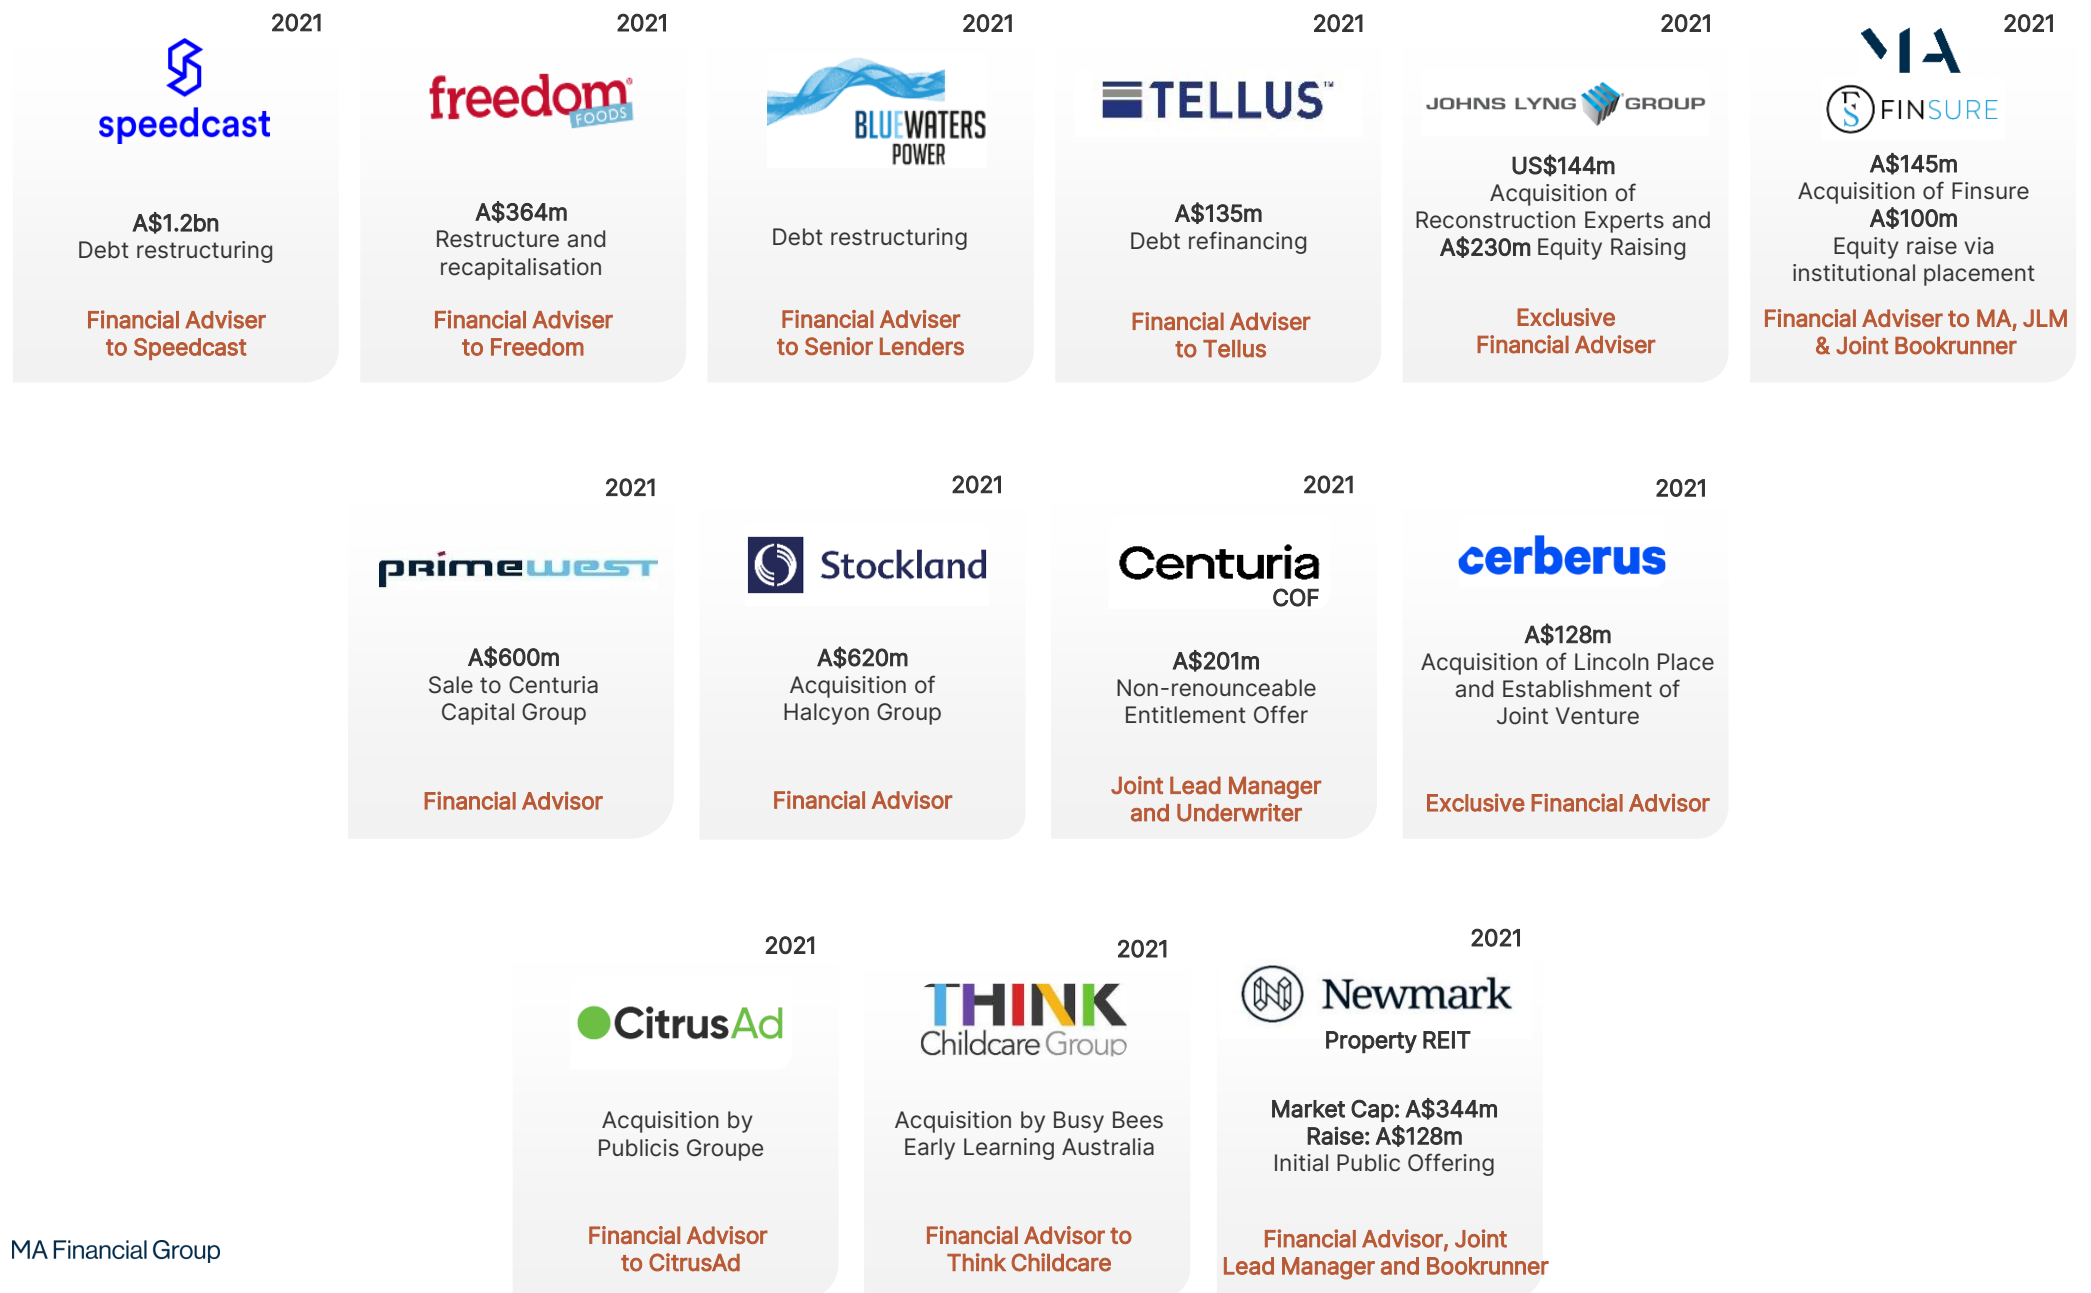 2021
speedcast
A$1.2bn
Debt restructuring
Financial Adviser
to Speedcast
2021
freedom®
FOODS
A$364m
Restructure and
recapitalisation
Financial Adviser
to Freedom
2021
BLUEWATERS
POWER
Debt restructuring
Financial Adviser
to Senior Lenders
2021
TELLUS™
A$135m
Debt refinancing
Financial Adviser
to Tellus
2021
JOHNS LYNG GROUP
US$144m
Acquisition of
Reconstruction Experts and
A$230m Equity Raising
Exclusive
Financial Adviser
2021
MA
FS FINSURE
A$145m
Acquisition of Finsure
A$100m
Equity raise via
institutional placement
Financial Adviser to MA, JLM
& Joint Bookrunner
2021
primewest
A$600m
Sale to Centuria
Capital Group
Financial Advisor
2021
Stockland
A$620m
Acquisition of
Halcyon Group
Financial Advisor
2021
Centuria
COF
A$201m
Non-renounceable
Entitlement Offer
Joint Lead Manager
and Underwriter
2021
cerberus
A$128m
Acquisition of Lincoln Place
and Establishment of
Joint Venture
Exclusive Financial Advisor
2021
CitrusAd
Acquisition by
Publicis Groupe
Financial Advisor
to CitrusAd
2021
THINK
Childcare Group
Acquisition by Busy Bees
Early Learning Australia
Financial Advisor to
Think Childcare
2021
N Newmark
Property REIT
Market Cap: A$344m
Raise: A$128m
Initial Public Offering
Financial Advisor, Joint
Lead Manager and Bookrunner
MA Financial Group